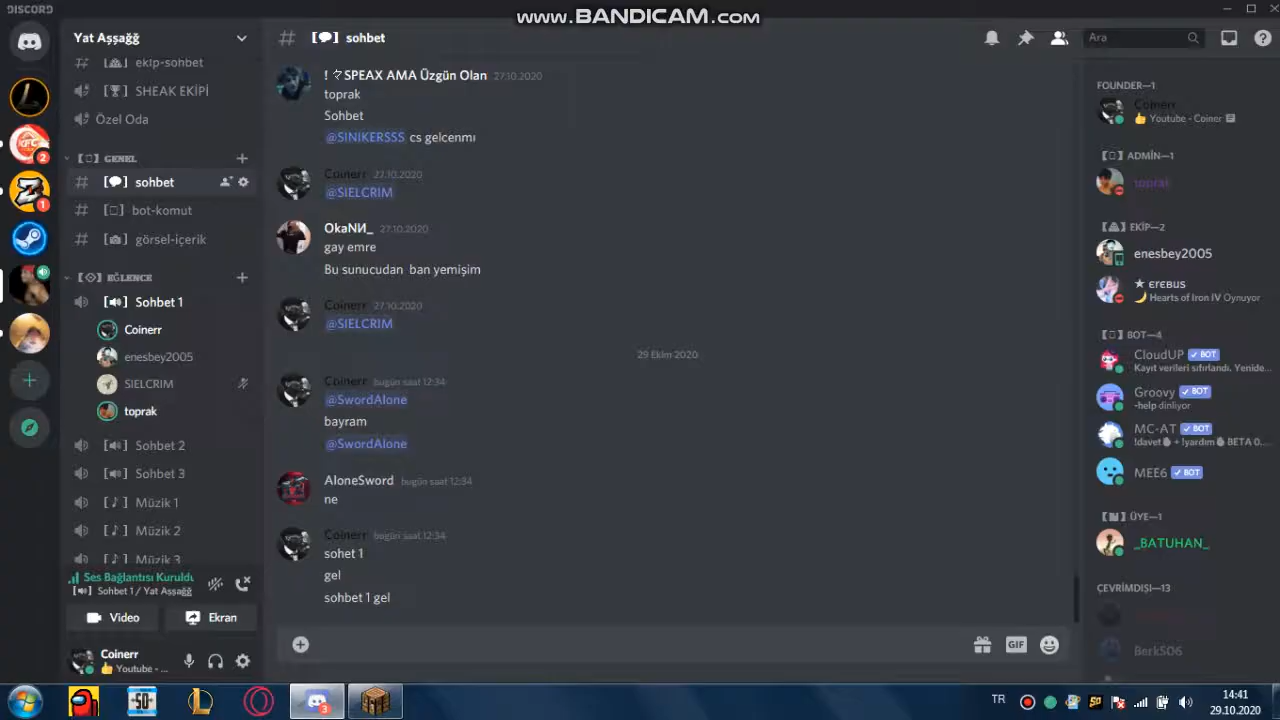 DISCORD
www.BANDICAM.com
Yat Aşşağğ
ekip-sohbet
SHEAK EKİPİ
Özel Oda
GENEL
sohbet
bot-komut
görsel-içerik
EĞLENCE
Sohbet 1
Coinerr
enesbey2005
SIELCRIM
toprak
Sohbet 2
Sohbet 3
Müzik 1
Müzik 2
Müzik 3
Ses Bağlantısı Kuruldu
Sohbet 1 / Yat Aşşağğ
Video
Ekran
Coinerr
Youtube - ...
sohbet
Ara
! SPEAX AMA Üzgün Olan 27.10.2020
toprak
Sohbet
@SINIKERSSS cs gelcenmı
Coinerr 27.10.2020
@SIELCRIM
OkaNИ_ 27.10.2020
gay emre
Bu sunucudan ban yemişim
Coinerr 27.10.2020
@SIELCRIM
29 Ekim 2020
Coinerr bugün saat 12:34
@SwordAlone
bayram
@SwordAlone
AloneSword bugün saat 12:34
ne
Coinerr bugün saat 12:34
sohet 1
gel
sohbet 1 gel
GIF
FOUNDER—1
Coinerr
Youtube - Coiner
ADMİN—1
toprak
EKİP—2
enesbey2005
★ ᴇʀᴇʙᴜs
Hearts of Iron IV Oynuyor
BOT—4
CloudUP BOT
Kayıt verileri sıfırlandı. Yenide...
Groovy BOT
-help dinliyor
MC-AT BOT
!davet + !yardım BETA 0...
MEE6 BOT
ÜYE—1
_BATUHAN_
ÇEVRİMDIŞI—13
Berk506
TR
14:41
29.10.2020